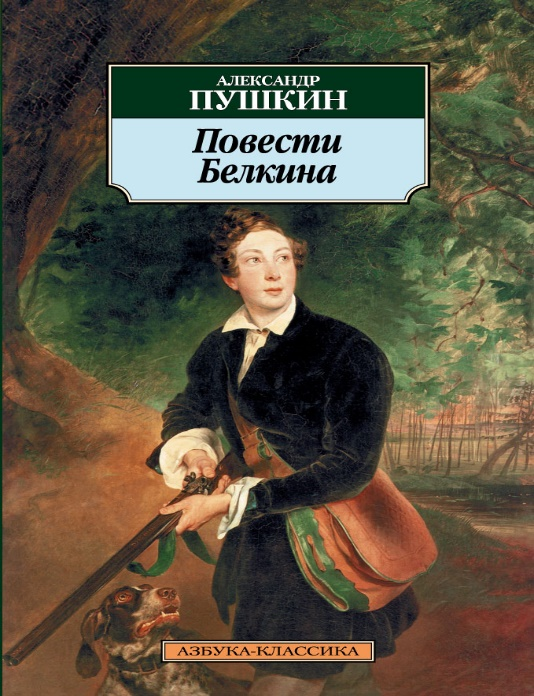 АЛЕКСАНДР
ПУШКИН
Повести
Белкина
АЗБУКА-КЛАССИКА